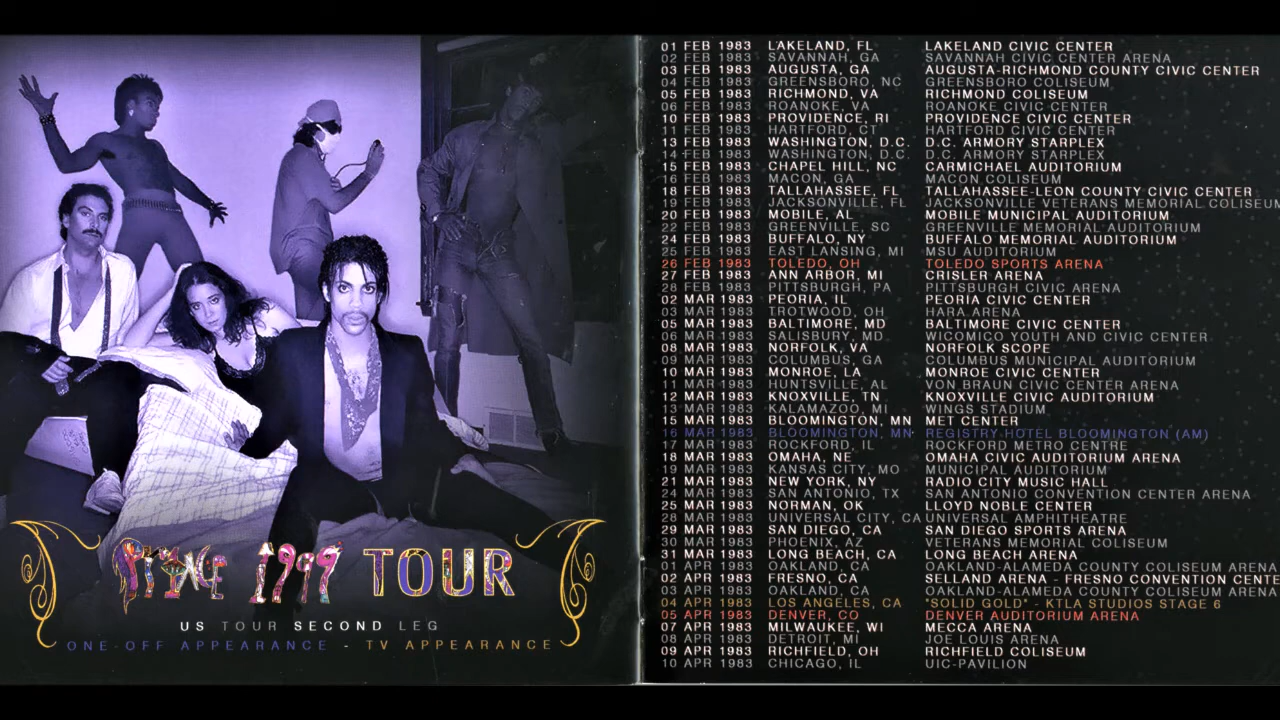 PRINCE 1999 TOUR
US TOUR SECOND LEG
ONE-OFF APPEARANCE - TV APPEARANCE
01 FEB 1983 LAKELAND, FL LAKELAND CIVIC CENTER
02 FEB 1983 SAVANNAH, GA SAVANNAH CIVIC CENTER ARENA
03 FEB 1983 AUGUSTA, GA AUGUSTA-RICHMOND COUNTY CIVIC CENTER
04 FEB 1983 GREENSBORO, NC GREENSBORO COLISEUM
05 FEB 1983 RICHMOND, VA RICHMOND COLISEUM
06 FEB 1983 ROANOKE, VA ROANOKE CIVIC CENTER
10 FEB 1983 PROVIDENCE, RI PROVIDENCE CIVIC CENTER
11 FEB 1983 HARTFORD, CT HARTFORD CIVIC CENTER
13 FEB 1983 WASHINGTON, D.C. D.C. ARMORY STARPLEX
14 FEB 1983 WASHINGTON, D.C. D.C. ARMORY STARPLEX
15 FEB 1983 CHAPEL HILL, NC CARMICHAEL AUDITORIUM
16 FEB 1983 MACON, GA MACON COLISEUM
18 FEB 1983 TALLAHASSEE, FL TALLAHASSEE-LEON COUNTY CIVIC CENTER
19 FEB 1983 JACKSONVILLE, FL JACKSONVILLE VETERANS MEMORIAL COLISEUM
20 FEB 1983 MOBILE, AL MOBILE MUNICIPAL AUDITORIUM
22 FEB 1983 GREENVILLE, SC GREENVILLE MEMORIAL AUDITORIUM
24 FEB 1983 BUFFALO, NY BUFFALO MEMORIAL AUDITORIUM
25 FEB 1983 EAST LANSING, MI MSU AUDITORIUM
26 FEB 1983 TOLEDO, OH TOLEDO SPORTS ARENA
27 FEB 1983 ANN ARBOR, MI CRISLER ARENA
28 FEB 1983 PITTSBURGH, PA PITTSBURGH CIVIC ARENA
02 MAR 1983 PEORIA, IL PEORIA CIVIC CENTER
03 MAR 1983 TROTWOOD, OH HARA ARENA
05 MAR 1983 BALTIMORE, MD BALTIMORE CIVIC CENTER
06 MAR 1983 SALISBURY, MD WICOMICO YOUTH AND CIVIC CENTER
08 MAR 1983 NORFOLK, VA NORFOLK SCOPE
09 MAR 1983 COLUMBUS, GA COLUMBUS MUNICIPAL AUDITORIUM
10 MAR 1983 MONROE, LA MONROE CIVIC CENTER
11 MAR 1983 HUNTSVILLE, AL VON BRAUN CIVIC CENTER ARENA
12 MAR 1983 KNOXVILLE, TN KNOXVILLE CIVIC AUDITORIUM
13 MAR 1983 KALAMAZOO, MI WINGS STADIUM
15 MAR 1983 BLOOMINGTON, MN MET CENTER
16 MAR 1983 BLOOMINGTON, MN REGISTRY HOTEL BLOOMINGTON (AM)
17 MAR 1983 ROCKFORD, IL ROCKFORD METRO CENTRE
18 MAR 1983 OMAHA, NE OMAHA CIVIC AUDITORIUM ARENA
19 MAR 1983 KANSAS CITY, MO MUNICIPAL AUDITORIUM
21 MAR 1983 NEW YORK, NY RADIO CITY MUSIC HALL
24 MAR 1983 SAN ANTONIO, TX SAN ANTONIO CONVENTION CENTER ARENA
25 MAR 1983 NORMAN, OK LLOYD NOBLE CENTER
28 MAR 1983 UNIVERSAL CITY, CA UNIVERSAL AMPHITHEATRE
29 MAR 1983 SAN DIEGO, CA SAN DIEGO SPORTS ARENA
30 MAR 1983 PHOENIX, AZ VETERANS MEMORIAL COLISEUM
31 MAR 1983 LONG BEACH, CA LONG BEACH ARENA
01 APR 1983 OAKLAND, CA OAKLAND-ALAMEDA COUNTY COLISEUM ARENA
02 APR 1983 FRESNO, CA SELLAND ARENA - FRESNO CONVENTION CENTE
03 APR 1983 OAKLAND, CA OAKLAND-ALAMEDA COUNTY COLISEUM ARENA
04 APR 1983 LOS ANGELES, CA "SOLID GOLD" - KTLA STUDIOS STAGE 6
05 APR 1983 DENVER, CO DENVER AUDITORIUM ARENA
07 APR 1983 MILWAUKEE, WI MECCA ARENA
08 APR 1983 DETROIT, MI JOE LOUIS ARENA
09 APR 1983 RICHFIELD, OH RICHFIELD COLISEUM
10 APR 1983 CHICAGO, IL UIC-PAVILION